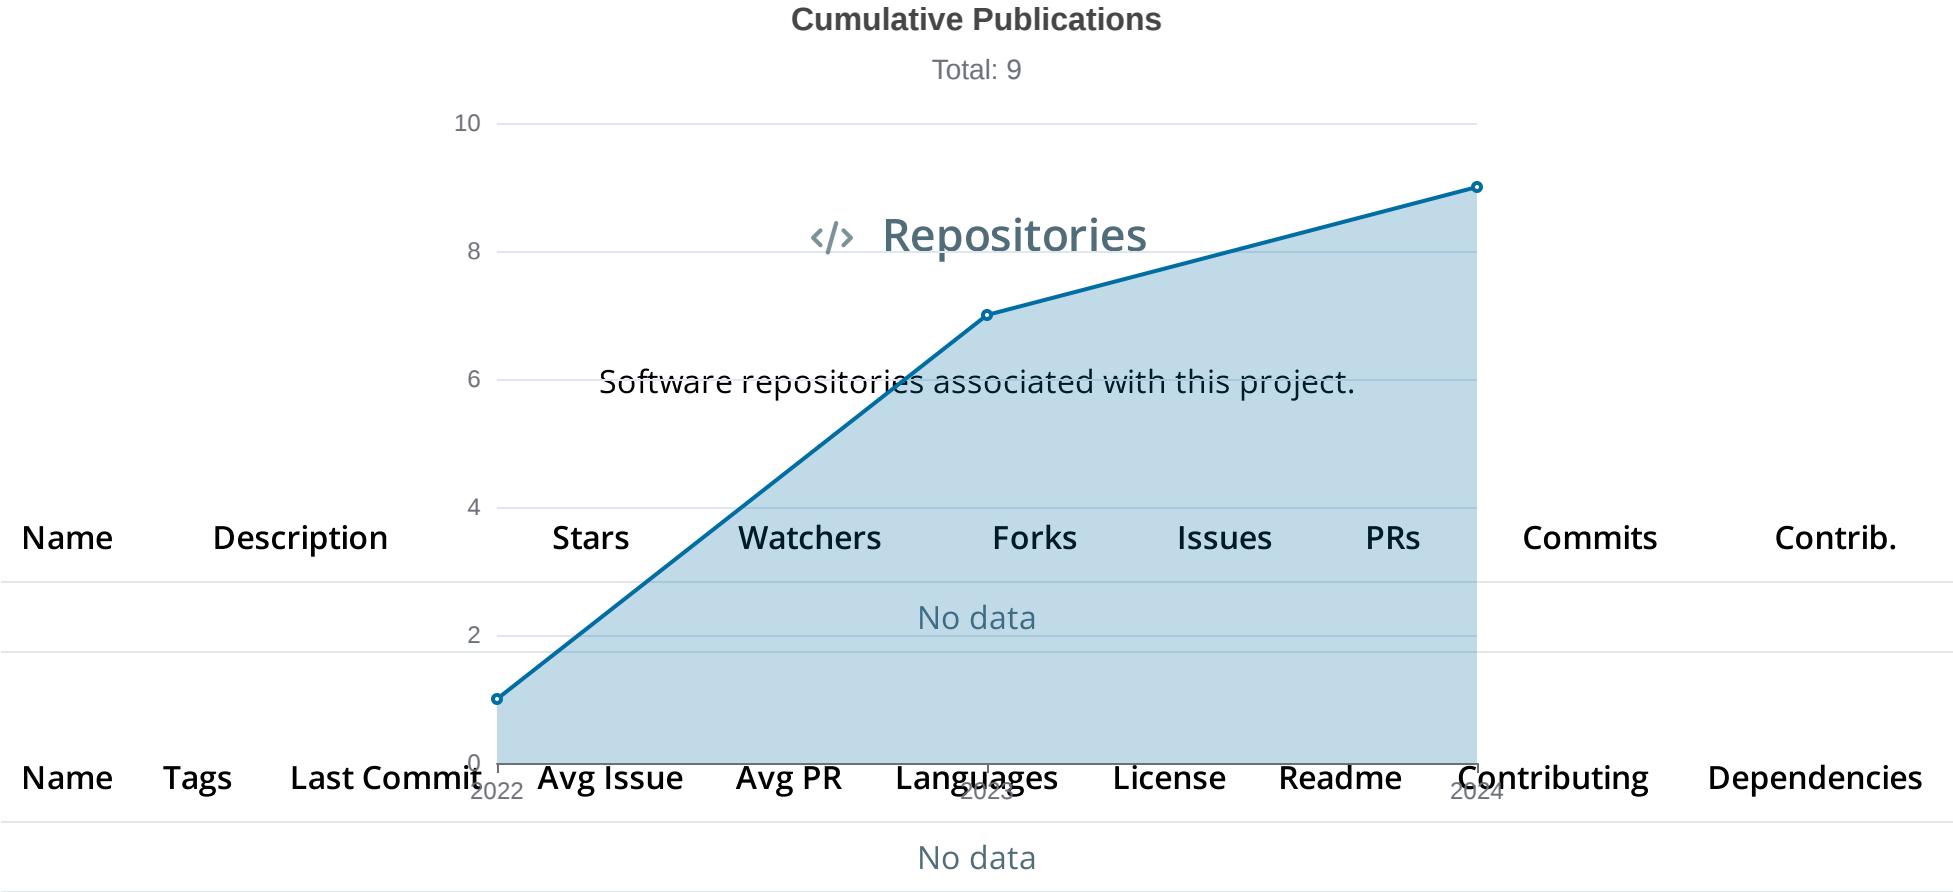 Cumulative Publications
Total: 9
10
</> Repositories
8
Software repositories associated with this project.
6
4
Name Description Stars Watchers Forks Issues PRs Commits Contrib.
No data
2
0
Name Tags Last Commit Avg Issue Avg PR Languages License Readme Contributing Dependencies
2022 2023 2024
No data